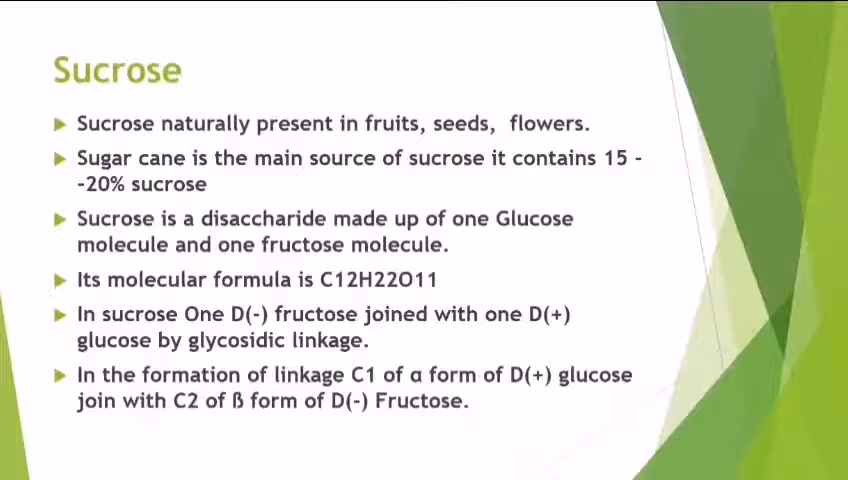 Sucrose
Sucrose naturally present in fruits, seeds,  flowers.
Sugar cane is the main source of sucrose it contains 15 -
-20% sucrose
Sucrose is a disaccharide made up of one Glucose
molecule and one fructose molecule.
Its molecular formula is C12H22O11
In sucrose One D(-) fructose joined with one D(+)
glucose by glycosidic linkage.
In the formation of linkage C1 of α form of D(+) glucose
join with C2 of ß form of D(-) Fructose.